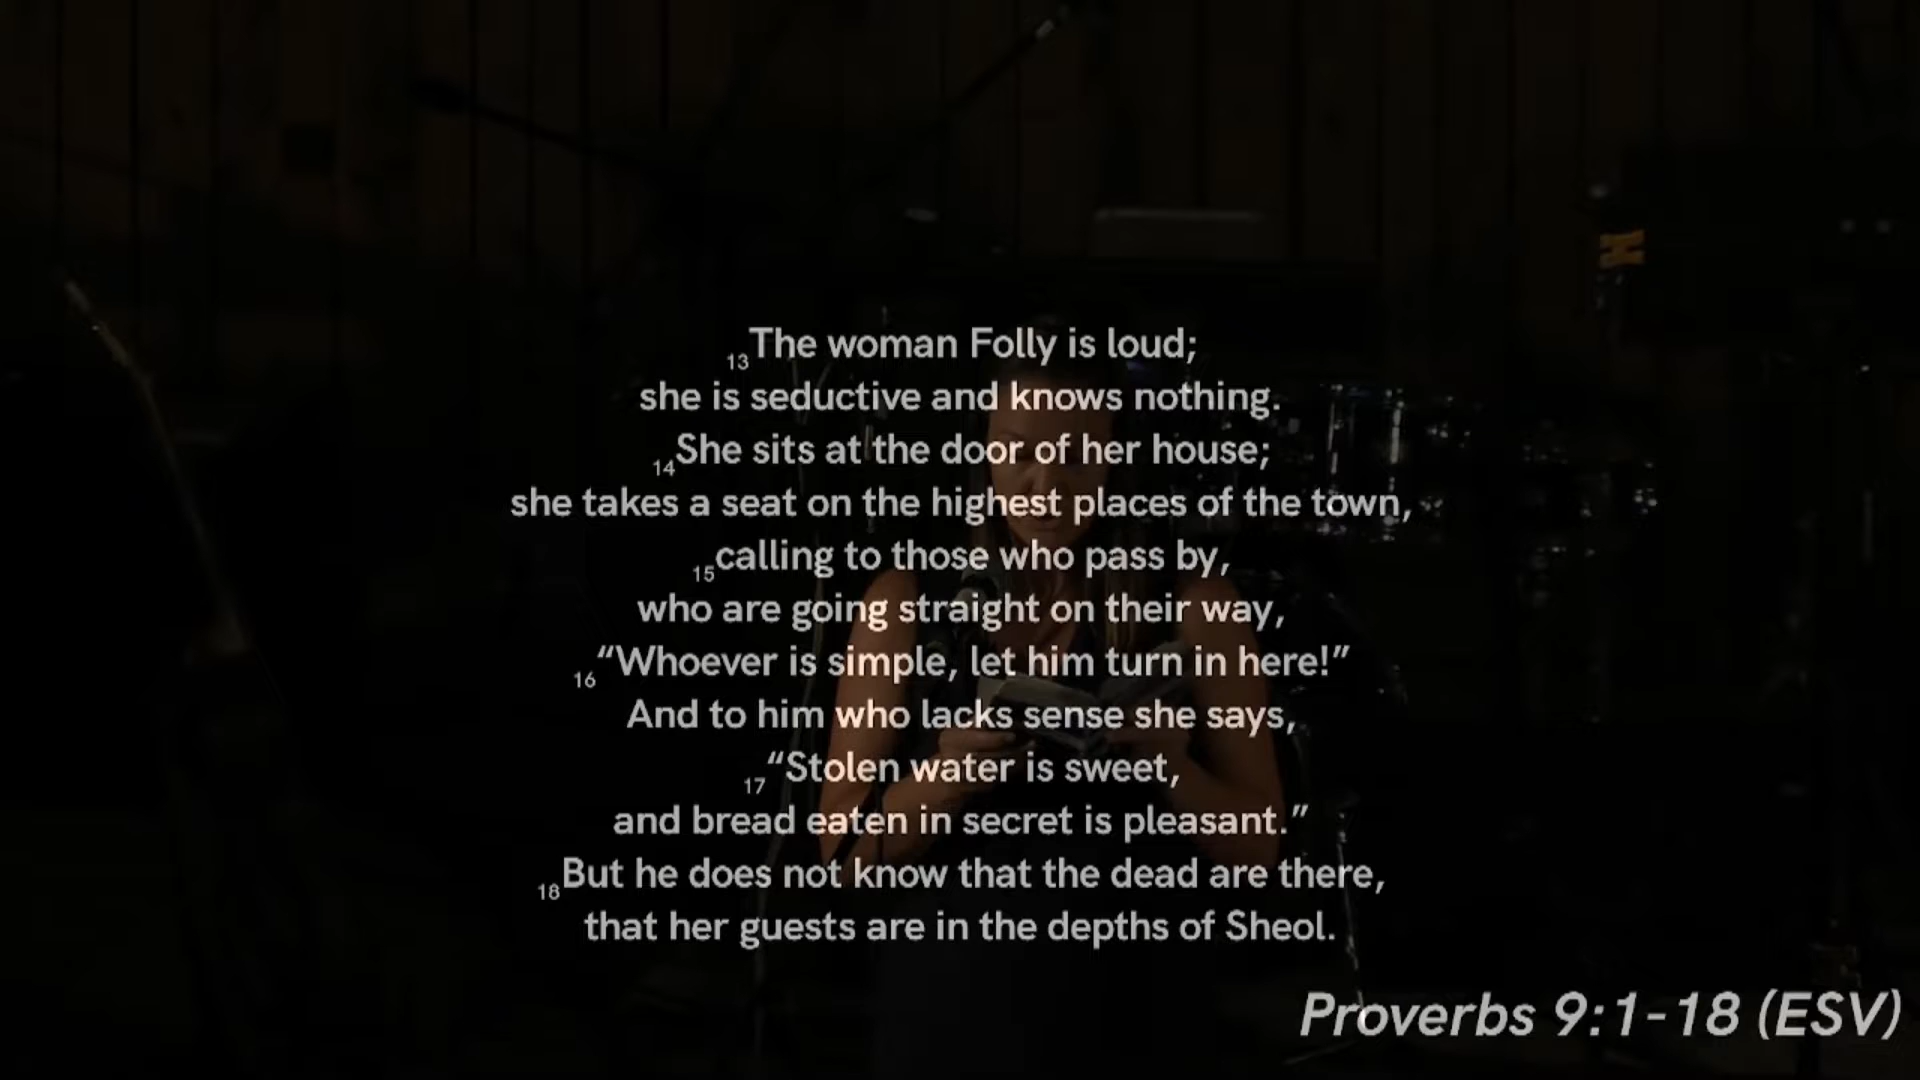 13The woman Folly is loud;
she is seductive and knows nothing.
14She sits at the door of her house;
she takes a seat on the highest places of the town,
15calling to those who pass by,
who are going straight on their way,
16“Whoever is simple, let him turn in here!”
And to him who lacks sense she says,
17“Stolen water is sweet,
and bread eaten in secret is pleasant.”
18But he does not know that the dead are there,
that her guests are in the depths of Sheol.
Proverbs 9:1-18 (ESV)